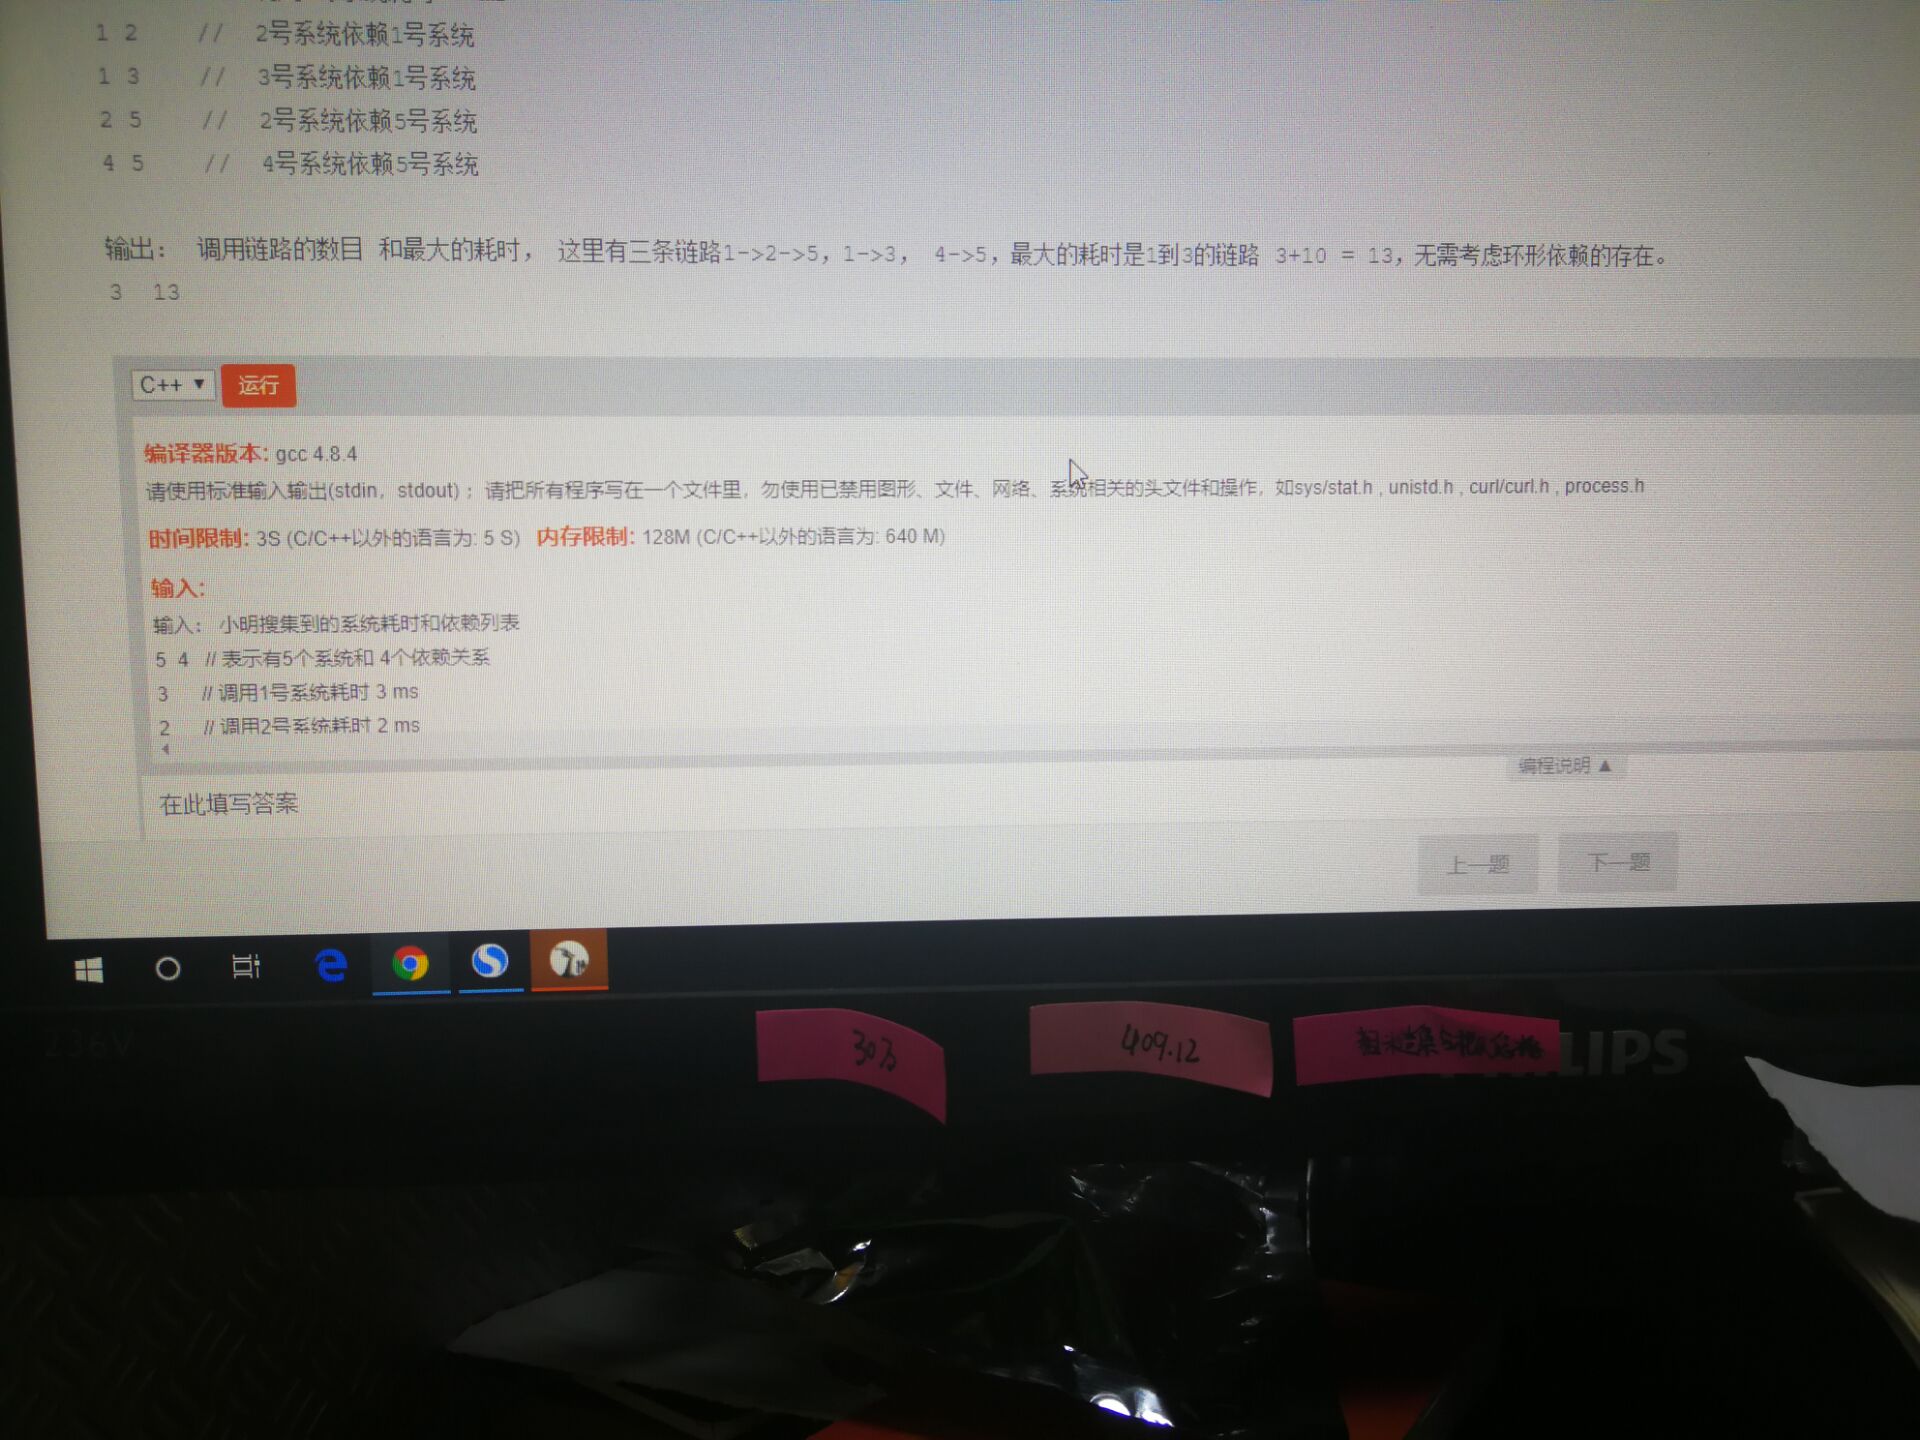 1 2 // 2号系统依赖1号系统
1 3 // 3号系统依赖1号系统
2 5 // 2号系统依赖5号系统
4 5 // 4号系统依赖5号系统
输出： 调用链路的数目 和最大的耗时， 这里有三条链路1->2->5，1->3， 4->5，最大的耗时是1到3的链路 3+10 = 13，无需考虑环形依赖的存在。
3 13
C++ ▼ 运行
编译器版本: gcc 4.8.4
请使用标准输入输出(stdin，stdout) ；请把所有程序写在一个文件里，勿使用已禁用图形、文件、网络、系统相关的头文件和操作，如sys/stat.h , unistd.h , curl/curl.h , process.h
时间限制: 3S (C/C++以外的语言为: 5 S) 内存限制: 128M (C/C++以外的语言为: 640 M)
输入:
输入： 小明搜集到的系统耗时和依赖列表
5 4 // 表示有5个系统和 4个依赖关系
3 // 调用1号系统耗时 3 ms
2 // 调用2号系统耗时 2 ms
编程说明 ▲
在此填写答案
上一题 下一题
236V
30万
409.12
LIPS